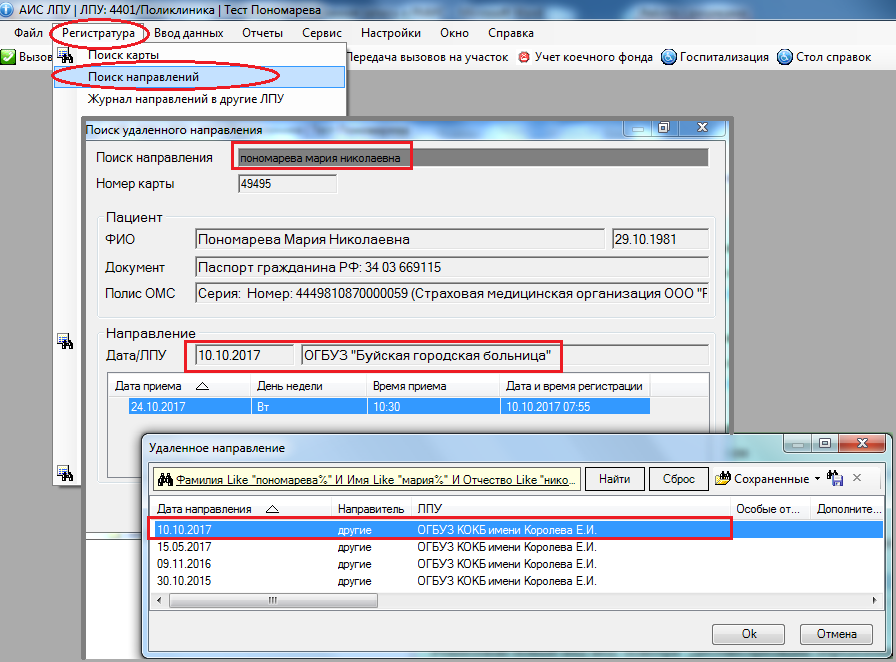 АИС ЛПУ | ЛПУ: 4401/Поликлиника | Тест Пономарева
Файл Регистратура Ввод данных Отчеты Сервис Настройки Окно Справка
Вызов Передача вызовов на участок Учет коечного фонда Госпитализация Стол справок
Поиск карты
Поиск направлений
Журнал направлений в другие ЛПУ
Поиск удаленного направления
Поиск направления пономарева мария николаевна
Номер карты 49495
Пациент
ФИО Пономарева Мария Николаевна 29.10.1981
Документ Паспорт гражданина РФ: 34 03 669115
Полис ОМС Серия: Номер: 4449810870000059 (Страховая медицинская организация ООО "Р
Направление
Дата/ЛПУ 10.10.2017 ОГБУЗ "Буйская городская больница"
Дата приема День недели Время приема Дата и время регистрации
24.10.2017 Вт 10:30 10.10.2017 07:55
Удаленное направление
Фамилия Like "пономарева%" И Имя Like "мария%" И Отчество Like "нико... Найти Сброс Сохраненные
Дата направления Направитель ЛПУ Особые от... Дополните...
10.10.2017 другие ОГБУЗ КОКБ имени Королева Е.И.
15.05.2017 другие ОГБУЗ КОКБ имени Королева Е.И.
09.11.2016 другие ОГБУЗ КОКБ имени Королева Е.И.
30.10.2015 другие ОГБУЗ КОКБ имени Королева Е.И.
Ok Отмена